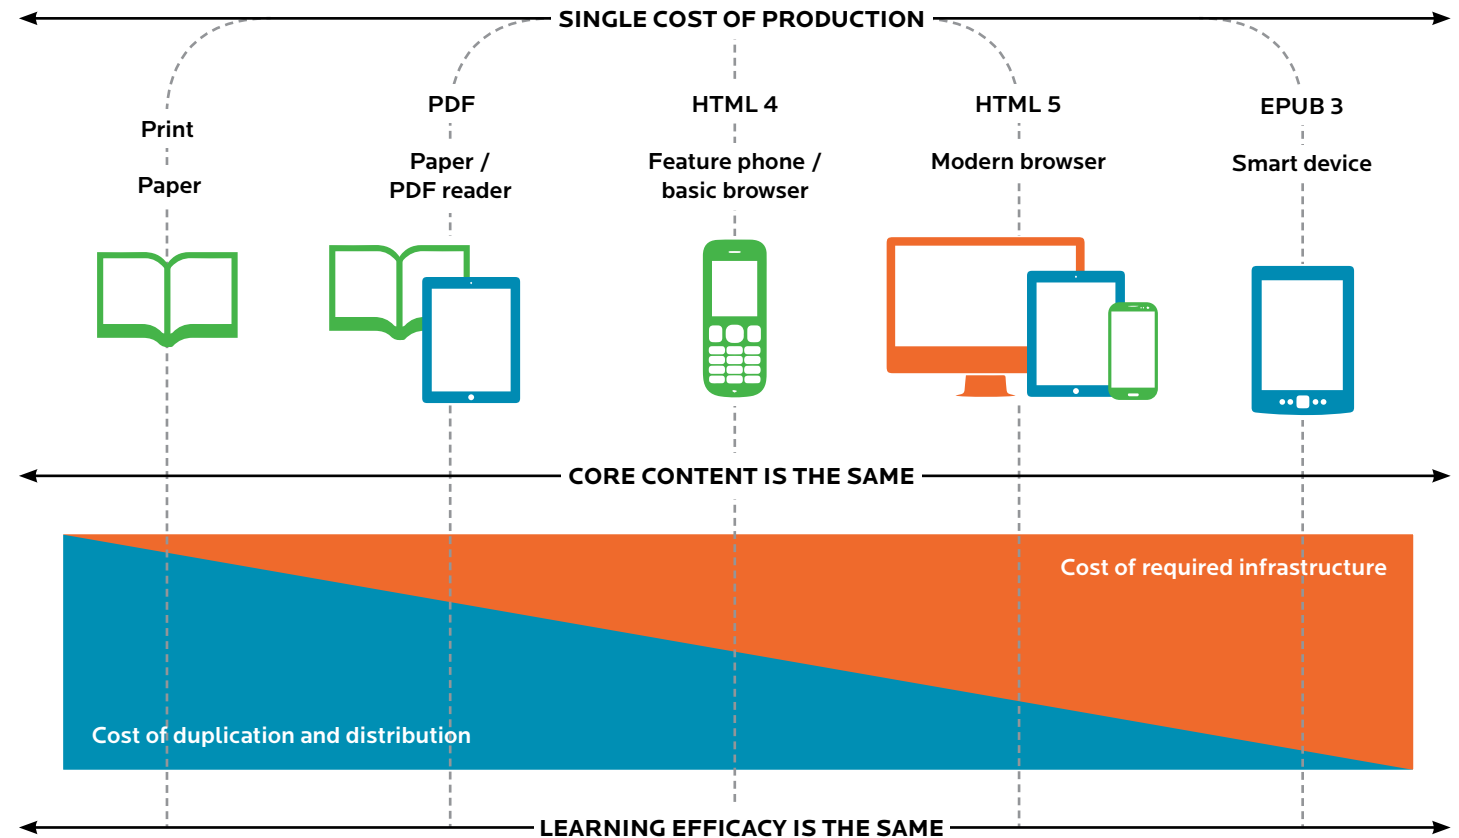 SINGLE COST OF PRODUCTION
Print
Paper
PDF
Paper /
PDF reader
HTML 4
Feature phone /
basic browser
HTML 5
Modern browser
EPUB 3
Smart device
CORE CONTENT IS THE SAME
Cost of required infrastructure
Cost of duplication and distribution
LEARNING EFFICACY IS THE SAME